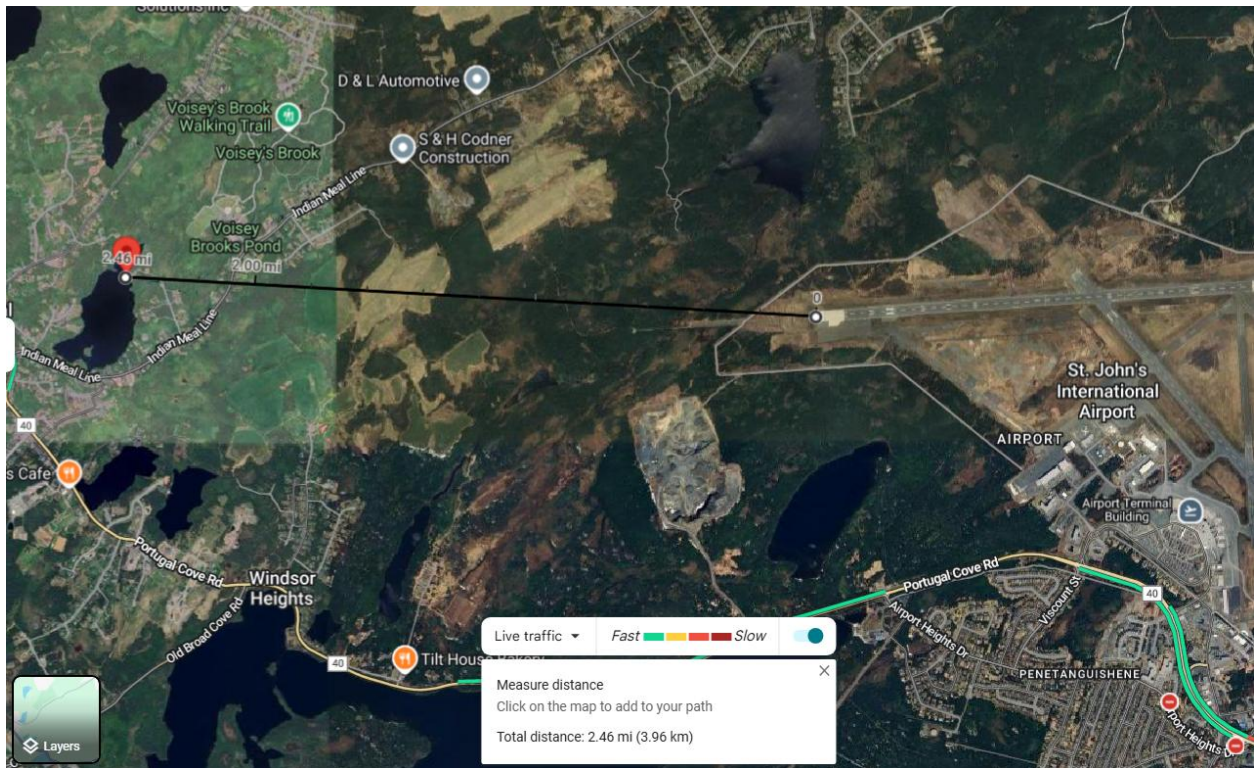 Solutions Inc
D & L Automotive
Voisey's Brook
Walking Trail
Voisey's Brook
S & H Codner
Construction
Indian Meal Line
Voisey
Brooks Pond
2.46 mi
2.00 mi
0
Indian Meal Line
Indian Meal Line
St. John's
International
Airport
40
AIRPORT
s Cafe
Airport Terminal
Building
Portugal Cove Rd
Windsor
Heights
Portugal Cove Rd
40
Viscount St
Old Broad Cove Rd
Airport Heights Dr
Live traffic
Fast
Slow
40
Tilt House Bakery
PENETANGUISHENE
Measure distance
Click on the map to add to your path
Total distance: 2.46 mi (3.96 km)
port Heights Dr
Layers